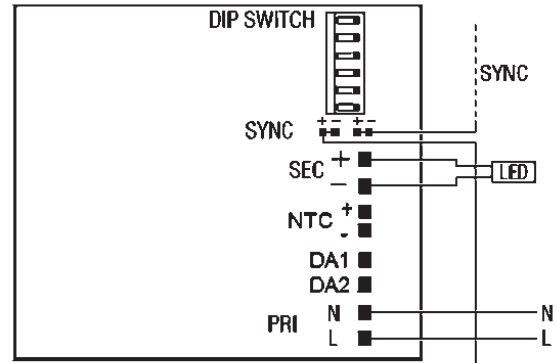 DIP SWITCH
SYNC
+ - + -
SYNC
SEC +
-
LED
NTC +
-
DA1
DA2
PRI N
L
N
L